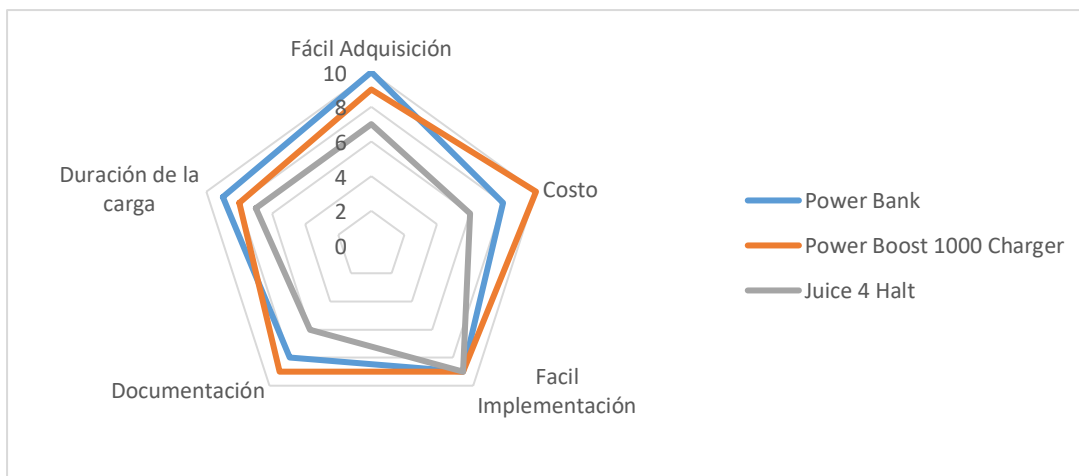 Fácil Adquisición
10
8
6
4
2
0
Costo
Facil
Implementación
Documentación
Duración de la
carga
Power Bank
Power Boost 1000 Charger
Juice 4 Halt